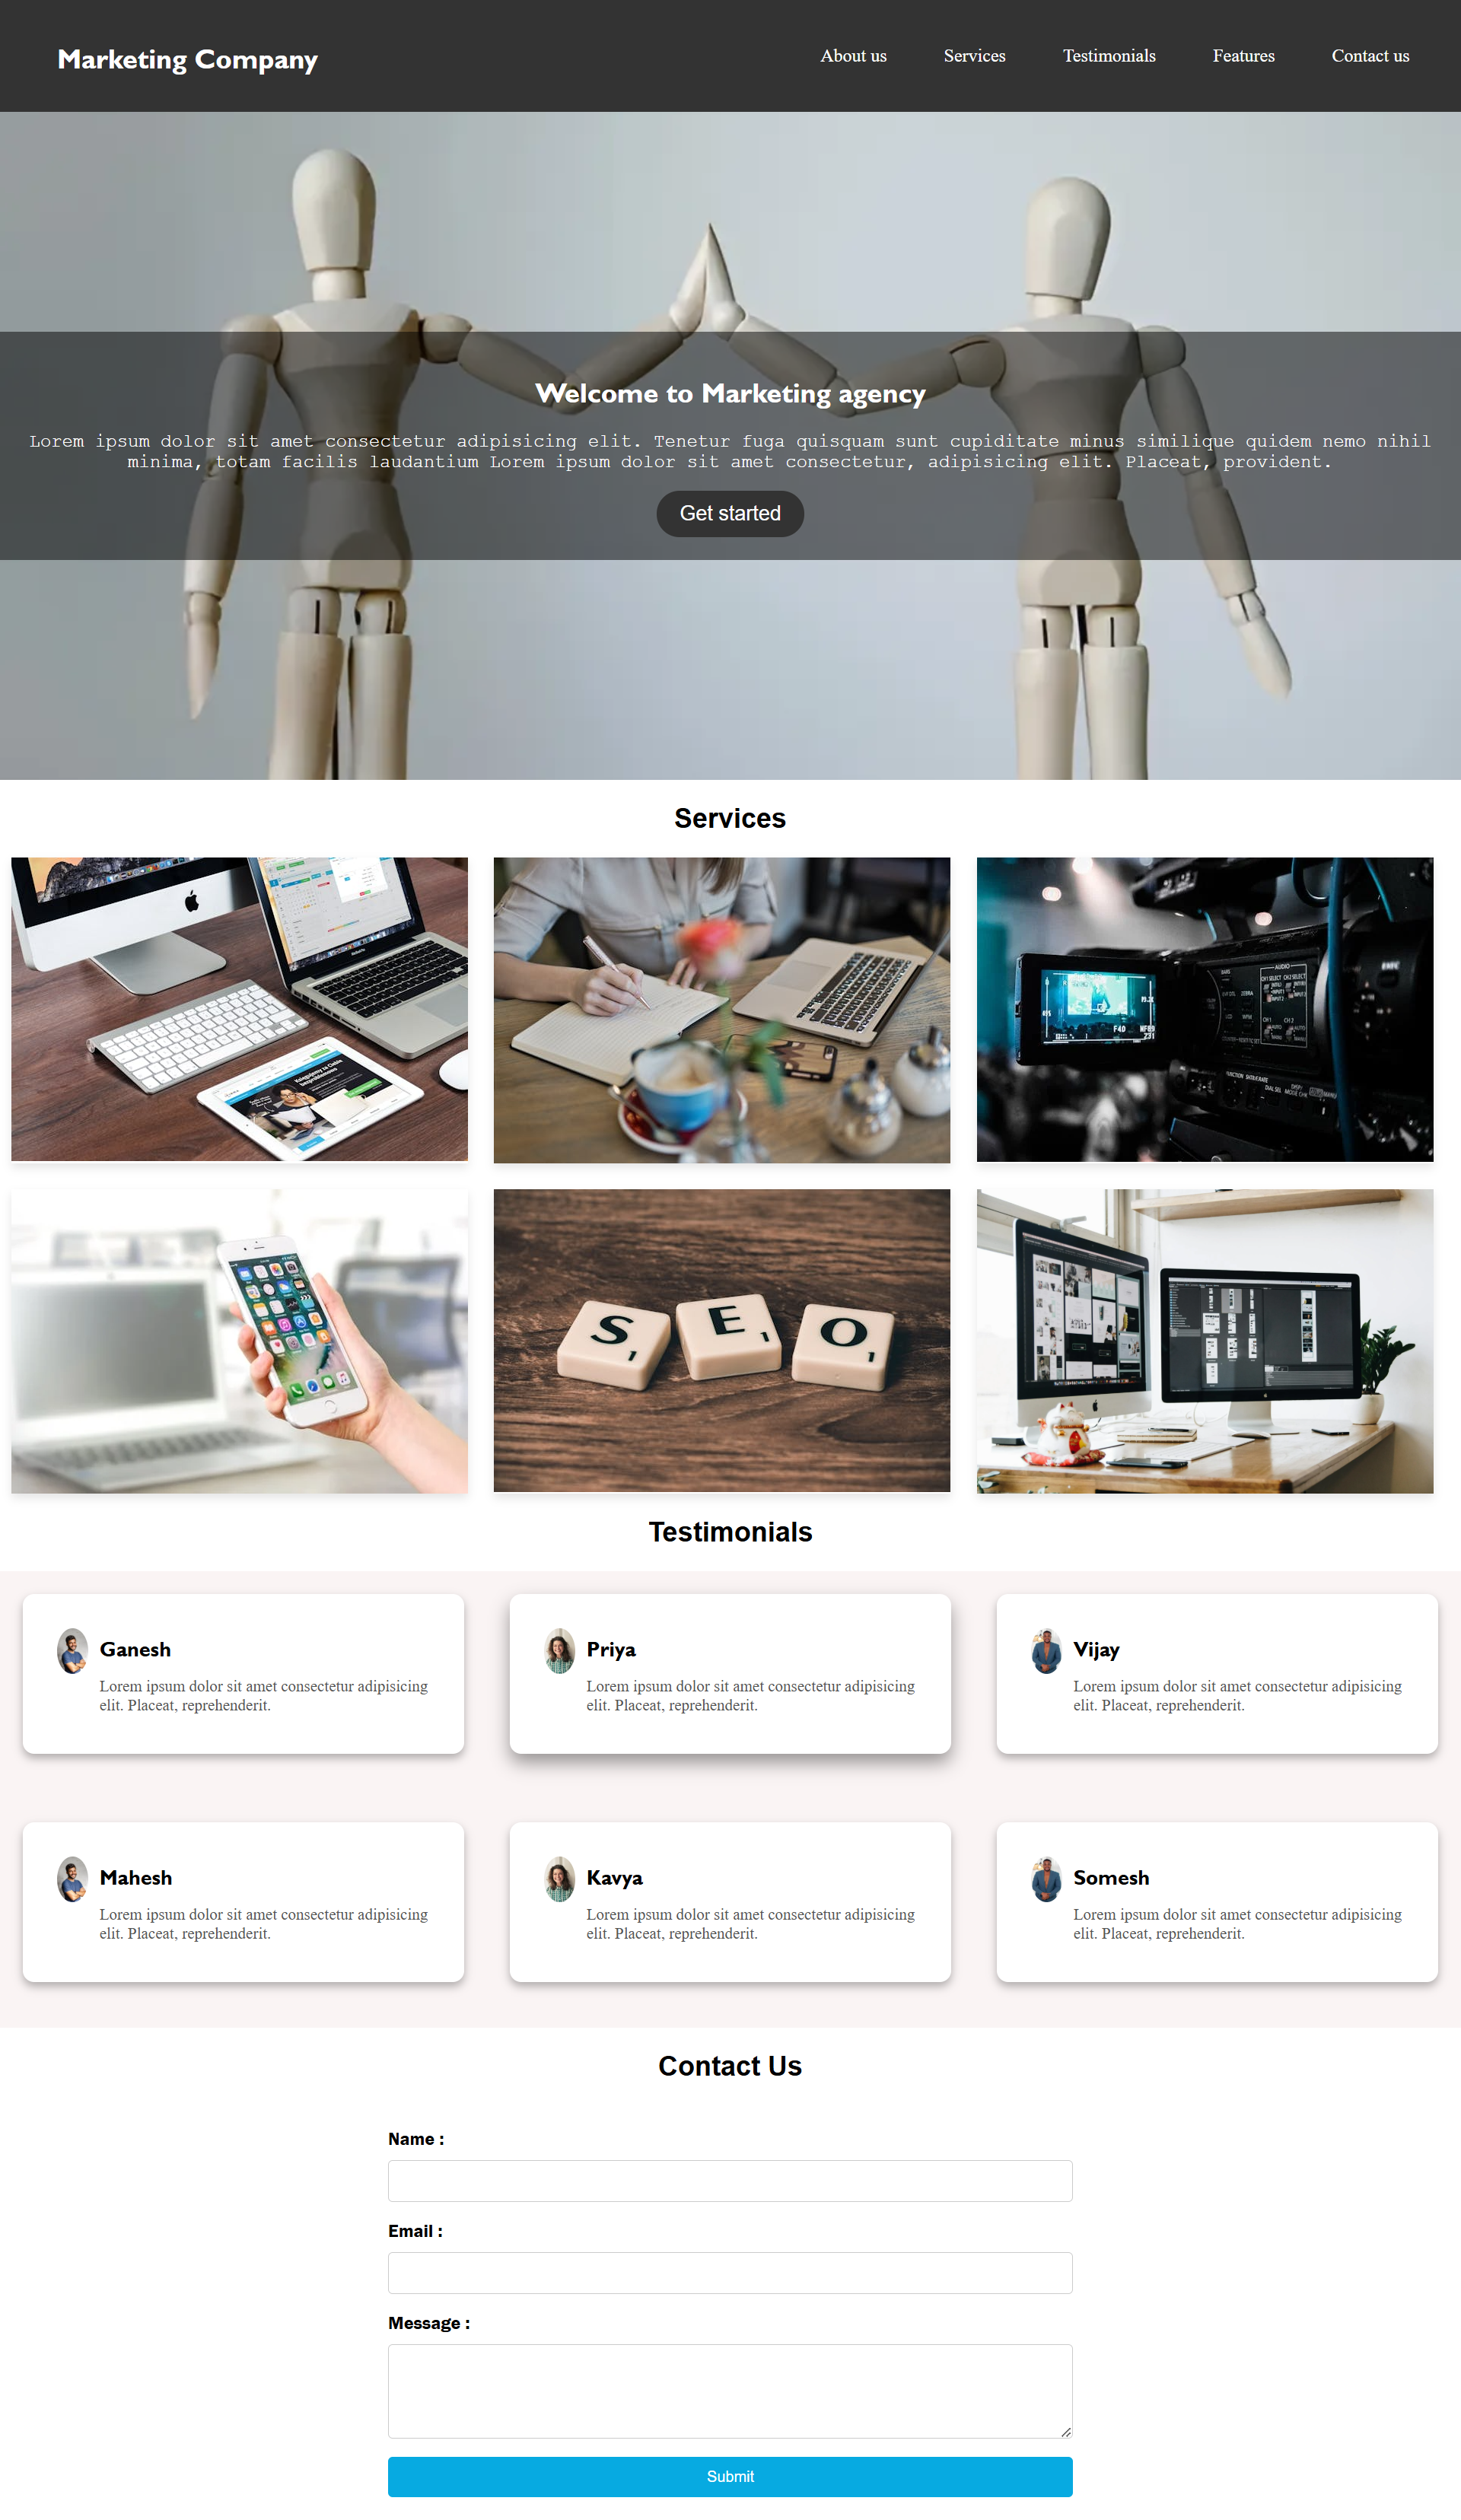 Marketing Company
About us
Services
Testimonials
Features
Contact us
Welcome to Marketing agency
Lorem ipsum dolor sit amet consectetur adipisicing elit. Tenetur fuga quisquam sunt cupiditate minus similique quidem nemo nihil
minima, totam facilis laudantium Lorem ipsum dolor sit amet consectetur, adipisicing elit. Placeat, provident.
Get started
Services
AUDIO
S 1
E 1
O 1
Testimonials
Ganesh
Lorem ipsum dolor sit amet consectetur adipisicing
elit. Placeat, reprehenderit.
Priya
Lorem ipsum dolor sit amet consectetur adipisicing
elit. Placeat, reprehenderit.
Vijay
Lorem ipsum dolor sit amet consectetur adipisicing
elit. Placeat, reprehenderit.
Mahesh
Lorem ipsum dolor sit amet consectetur adipisicing
elit. Placeat, reprehenderit.
Kavya
Lorem ipsum dolor sit amet consectetur adipisicing
elit. Placeat, reprehenderit.
Somesh
Lorem ipsum dolor sit amet consectetur adipisicing
elit. Placeat, reprehenderit.
Contact Us
Name :
Email :
Message :
Submit